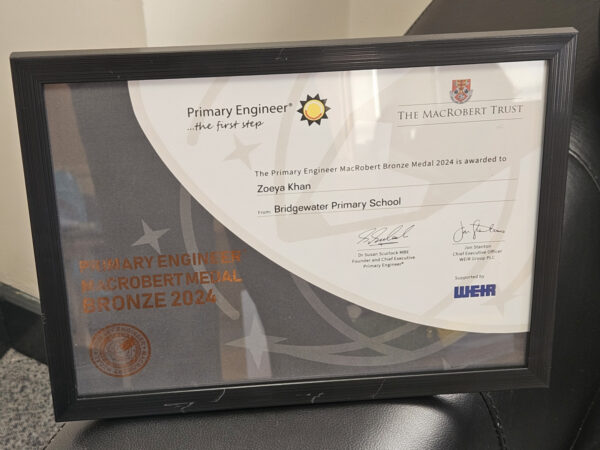 Primary Engineer®
...the first step
THE MACROBERT TRUST
The Primary Engineer MacRobert Bronze Medal 2024 is awarded to
Zoeya Khan
From Bridgewater Primary School
Dr Susan Scurlock MBE
Founder and Chief Executive
Primary Engineer®
Jon Stanton
Chief Executive Officer
WEIR Group PLC
Supported by
WEIR
PRIMARY ENGINEER
MACROBERT MEDAL
BRONZE 2024